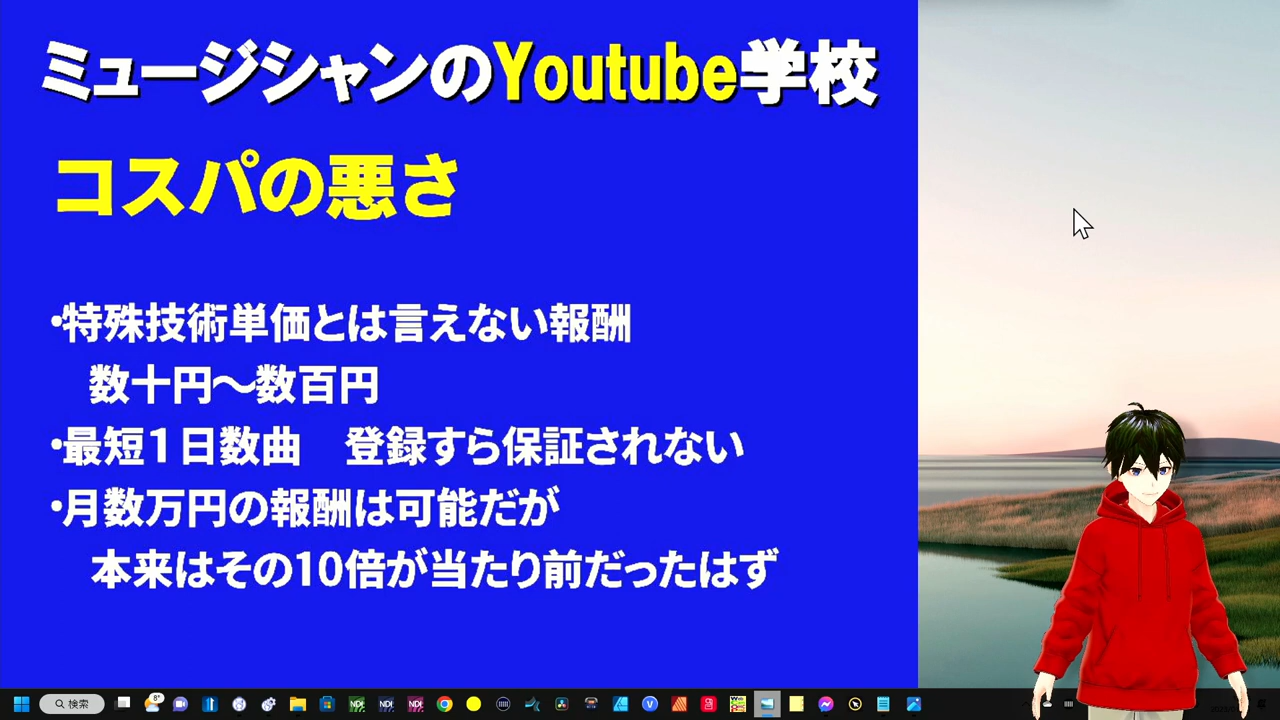 ミュージシャンのYoutube学校
コスパの悪さ
・特殊技術単価とは言えない報酬
数十円〜数百円
・最短１日数曲　登録すら保証されない
・月数万円の報酬は可能だが
本来はその10倍が当たり前だったはず
検索
8°